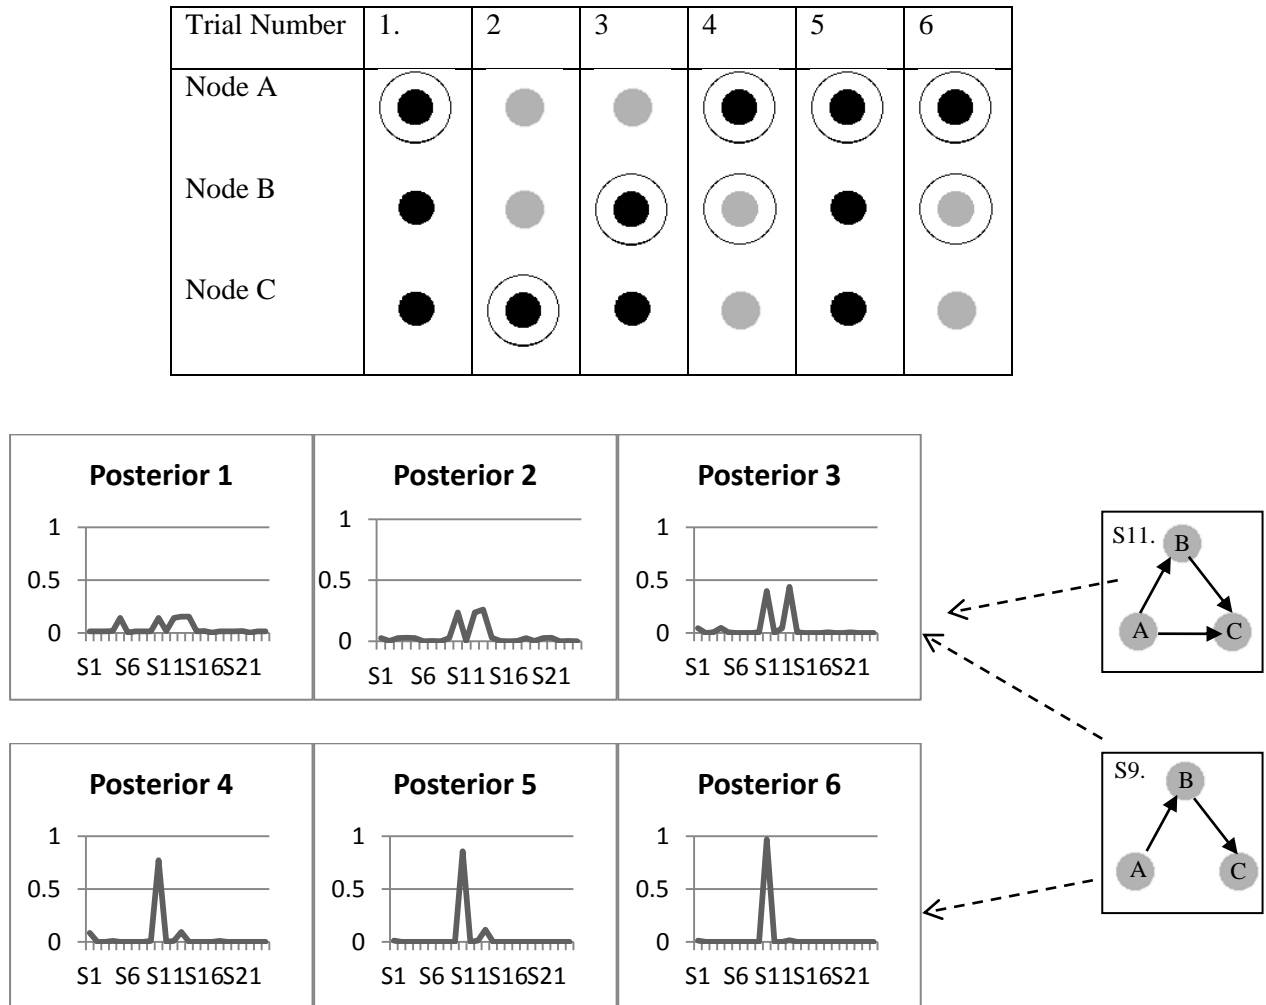 Trial Number 1. 2 3 4 5 6
Node A
Node B
Node C
Posterior 1
1
0.5
0
S1 S6 S11S16S21
Posterior 2
1
0.5
0
S1 S6 S11S16S21
Posterior 3
1
0.5
0
S1 S6 S11S16S21
S11.
B
A
C
Posterior 4
1
0.5
0
S1 S6 S11S16S21
Posterior 5
1
0.5
0
S1 S6 S11S16S21
Posterior 6
1
0.5
0
S1 S6 S11S16S21
S9.
B
A
C